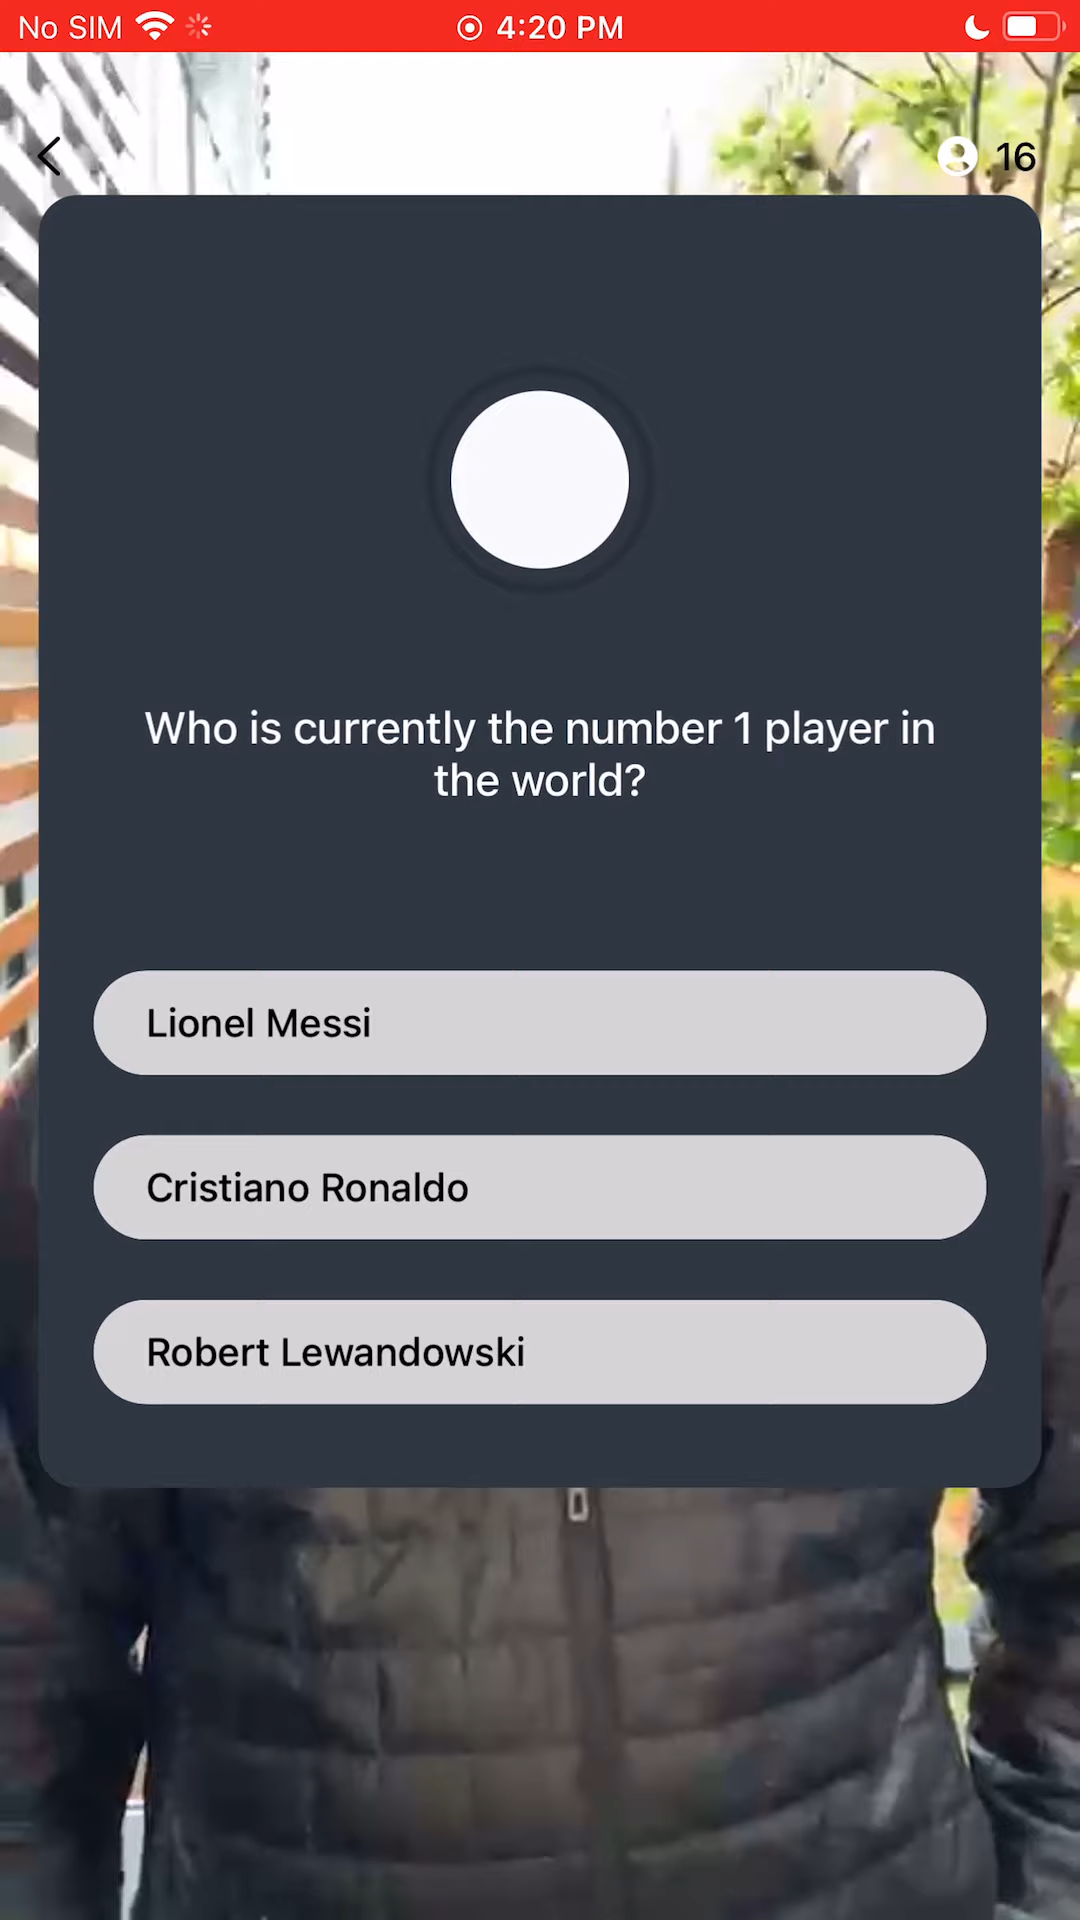 No SIM 4:20 PM
16
Who is currently the number 1 player in
the world?
Lionel Messi
Cristiano Ronaldo
Robert Lewandowski